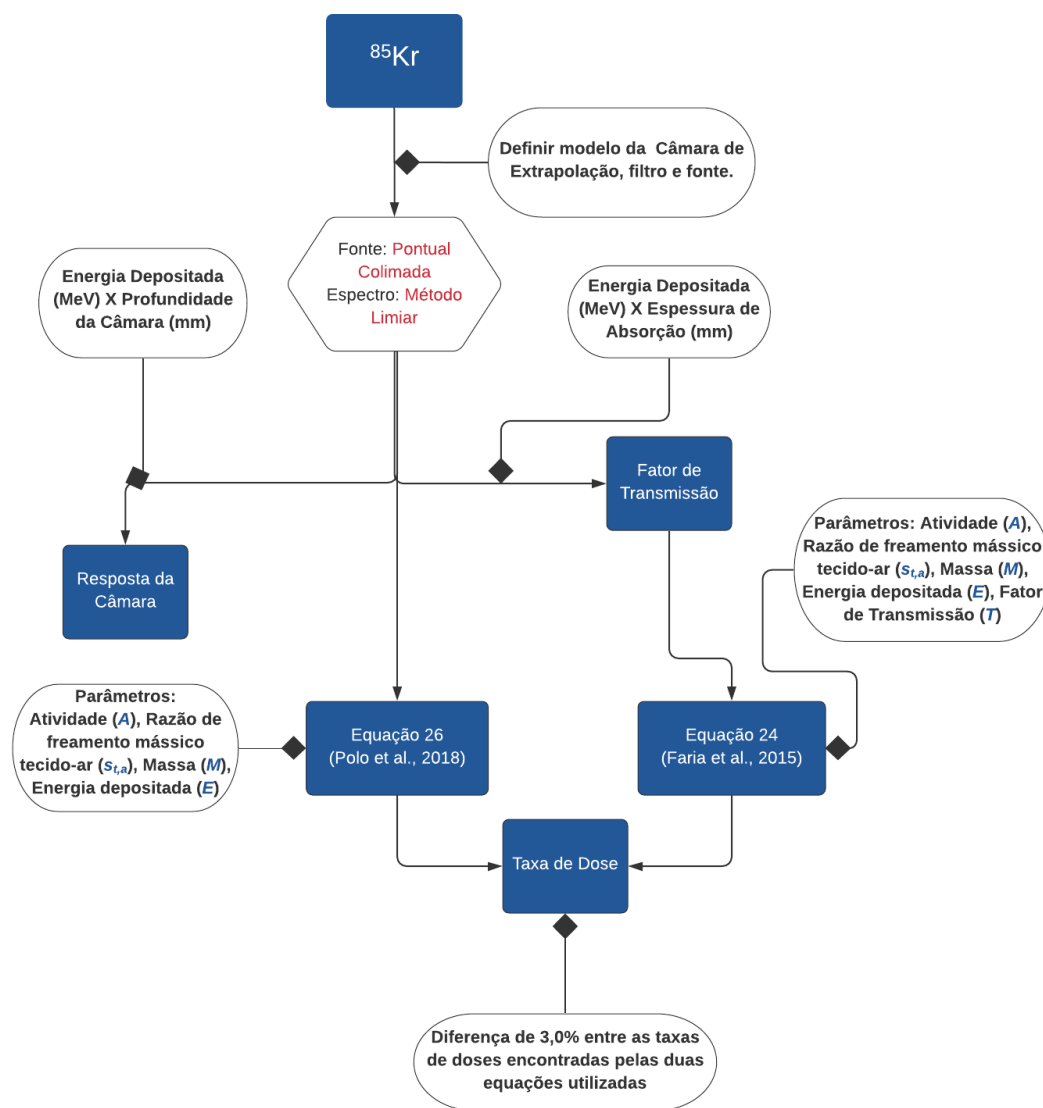 ⁸⁵Kr
Definir modelo da Câmara de
Extrapolação, filtro e fonte.
Fonte: Pontual
Colimada
Espectro: Método
Limiar
Energia Depositada
(MeV) X Profundidade
da Câmara (mm)
Energia Depositada
(MeV) X Espessura de
Absorção (mm)
Fator de
Transmissão
Parâmetros: Atividade (A),
Razão de freamento mássico
tecido-ar (s_t,a), Massa (M),
Energia depositada (E), Fator
de Transmissão (T)
Resposta da
Câmara
Parâmetros:
Atividade (A), Razão de
freamento mássico
tecido-ar (s_t,a), Massa (M),
Energia depositada (E)
Equação 26
(Polo et al., 2018)
Equação 24
(Faria et al., 2015)
Taxa de Dose
Diferença de 3,0% entre as taxas
de doses encontradas pelas duas
equações utilizadas